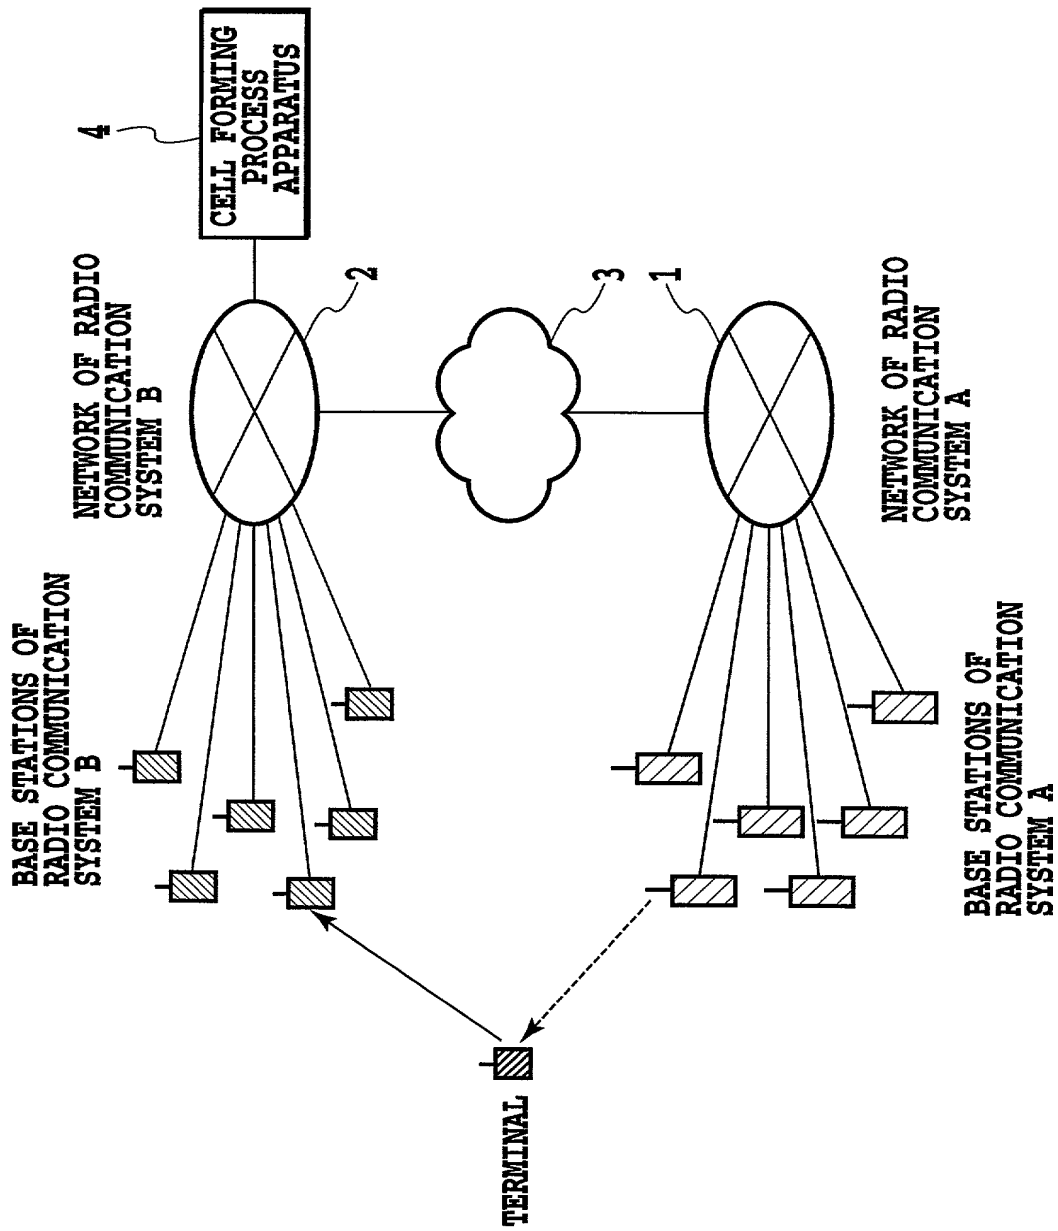 BASE STATIONS OF
RADIO COMMUNICATION
SYSTEM B
NETWORK OF RADIO
COMMUNICATION
SYSTEM B
4
CELL FORMING
PROCESS
APPARATUS
2
TERMINAL
3
1
BASE STATIONS OF
RADIO COMMUNICATION
SYSTEM A
NETWORK OF RADIO
COMMUNICATION
SYSTEM A